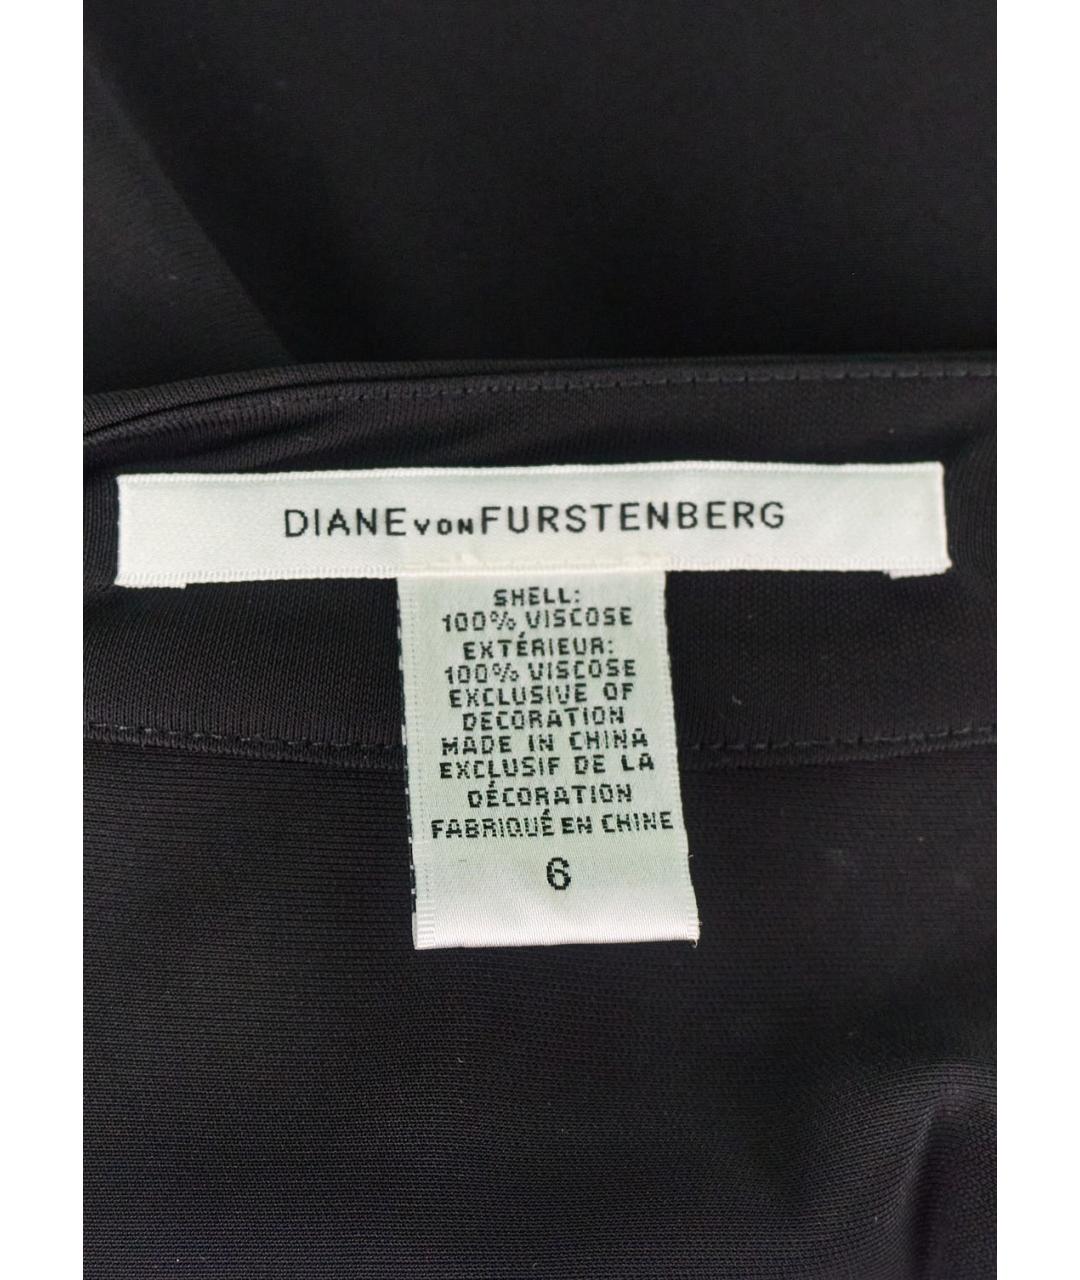 DIANE VON FURSTENBERG
SHELL:
100% VISCOSE
EXTÉRIEUR:
100% VISCOSE
EXCLUSIVE OF
DECORATION
MADE IN CHINA
EXCLUSIF DE LA
DÉCORATION
FABRIQUÉ EN CHINE
6